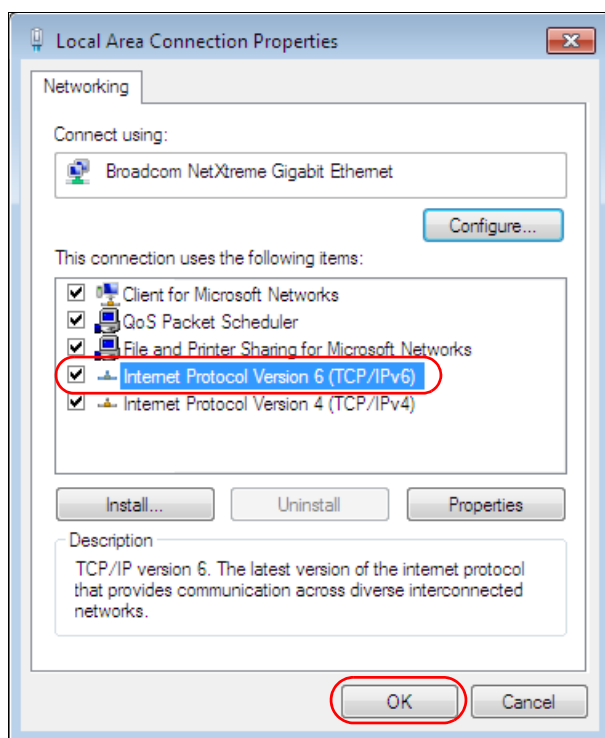 Local Area Connection Properties
Networking
Connect using:
Broadcom NetXtreme Gigabit Ethernet
Configure...
This connection uses the following items:
Client for Microsoft Networks
QoS Packet Scheduler
File and Printer Sharing for Microsoft Networks
Internet Protocol Version 6 (TCP/IPv6)
Internet Protocol Version 4 (TCP/IPv4)
Install...
Uninstall
Properties
Description
TCP/IP version 6. The latest version of the internet protocol
that provides communication across diverse interconnected
networks.
OK
Cancel